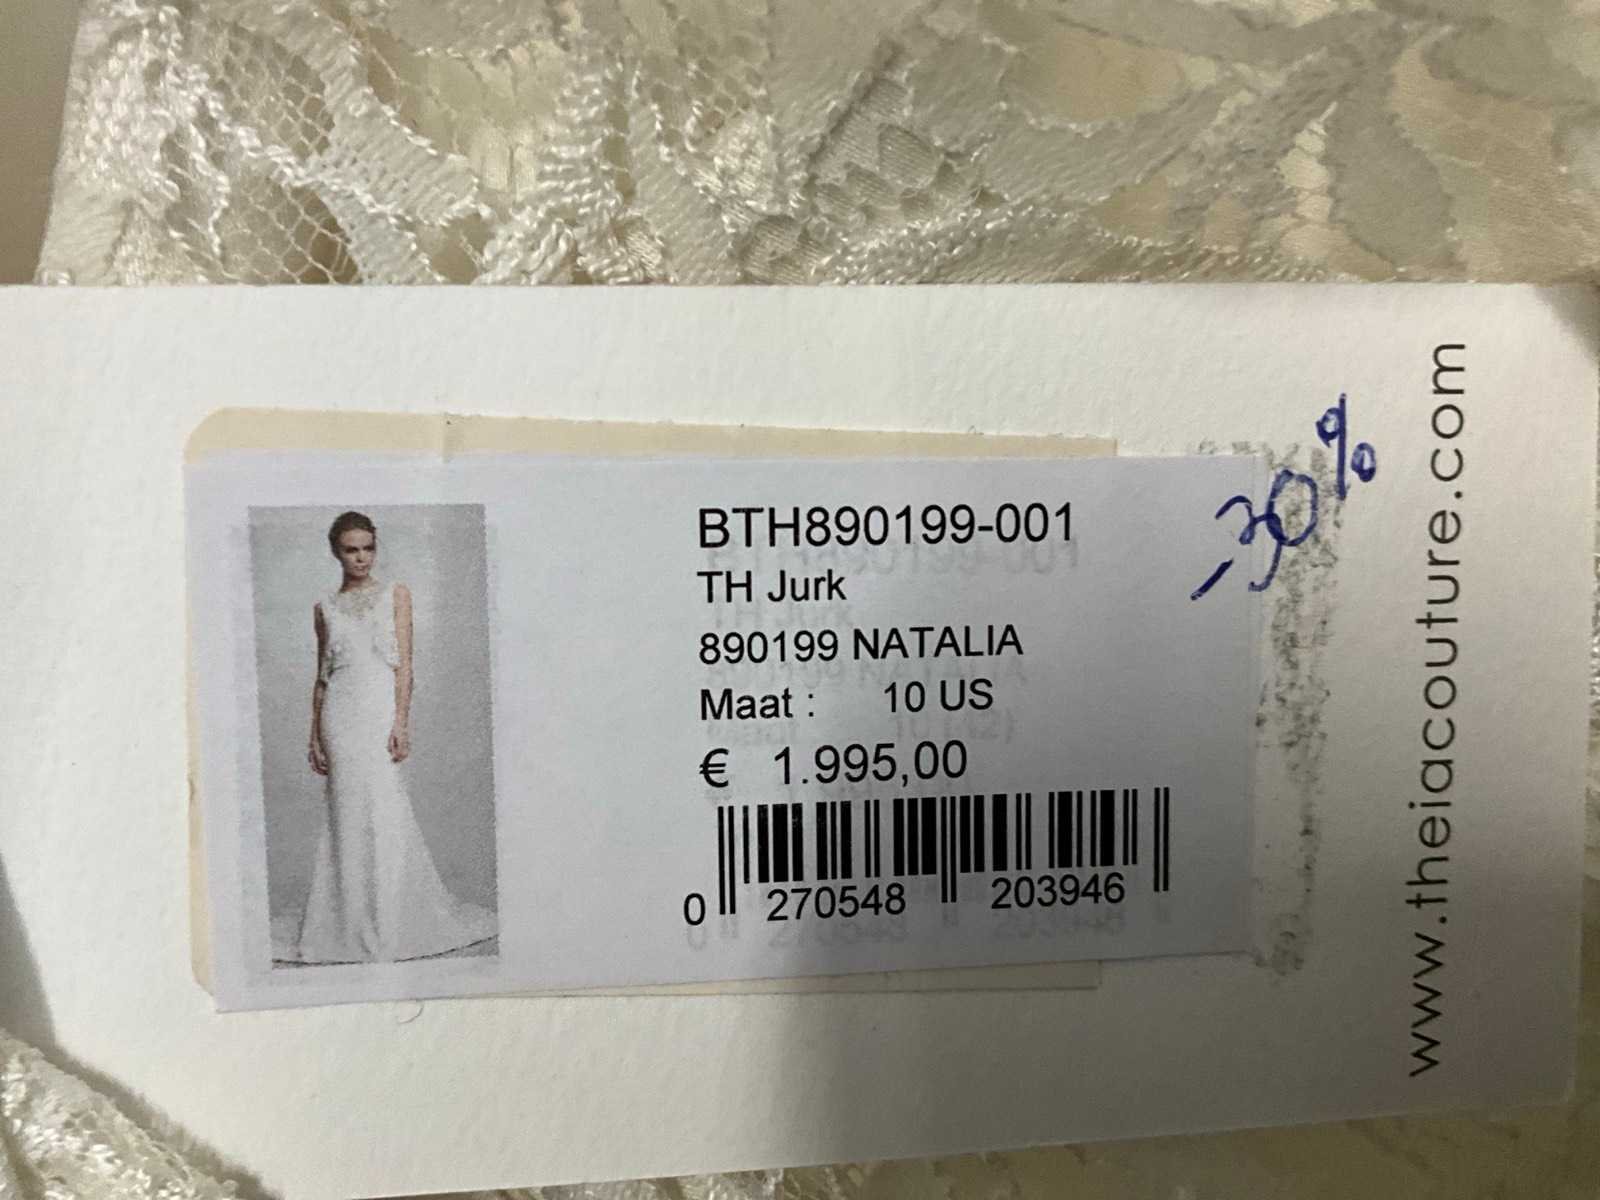 BTH890199-001
TH Jurk
890199 NATALIA
Maat : 10 US
€ 1.995,00
0 270548 203946
-30%
www.theiacouture.com